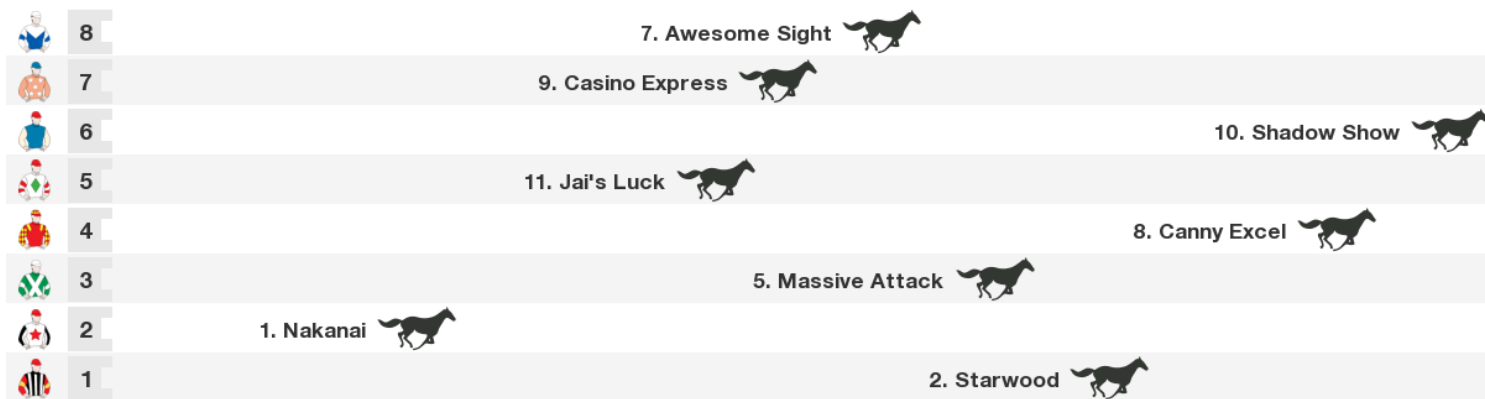 8 7. Awesome Sight
7 9. Casino Express
6 10. Shadow Show
5 11. Jai's Luck
4 8. Canny Excel
3 5. Massive Attack
2 1. Nakanai
1 2. Starwood